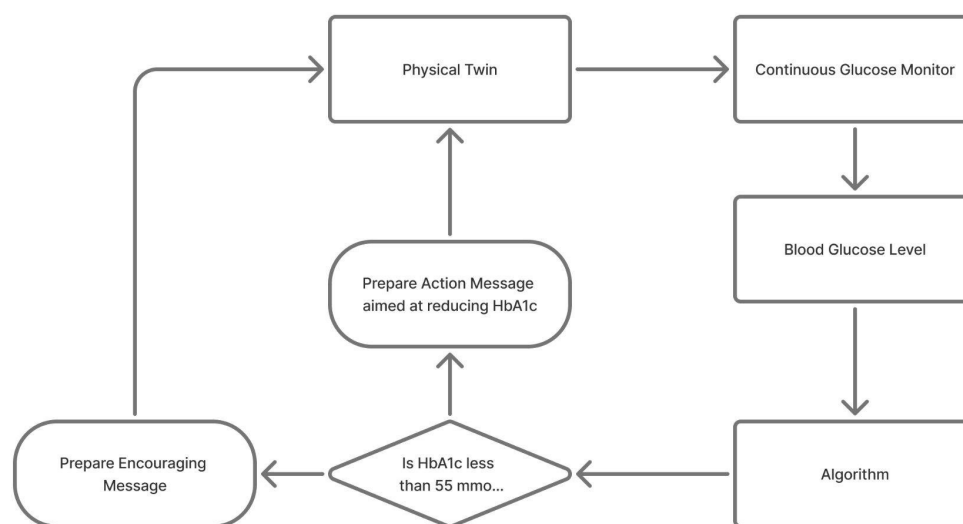 Physical Twin
Continuous Glucose Monitor
Blood Glucose Level
Prepare Action Message
aimed at reducing HbA1c
Prepare Encouraging
Message
Is HbA1c less
than 55 mmo...
Algorithm